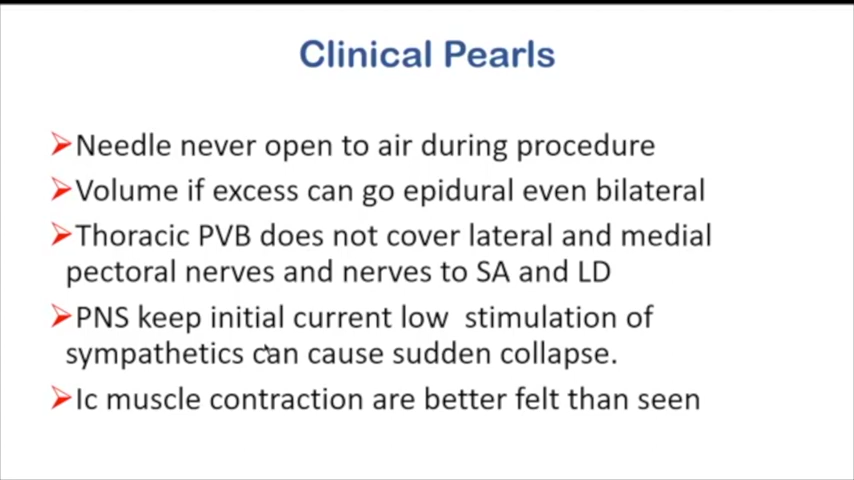 Clinical Pearls
Needle never open to air during procedure
Volume if excess can go epidural even bilateral
Thoracic PVB does not cover lateral and medial
pectoral nerves and nerves to SA and LD
PNS keep initial current low stimulation of
sympathetics can cause sudden collapse.
Ic muscle contraction are better felt than seen